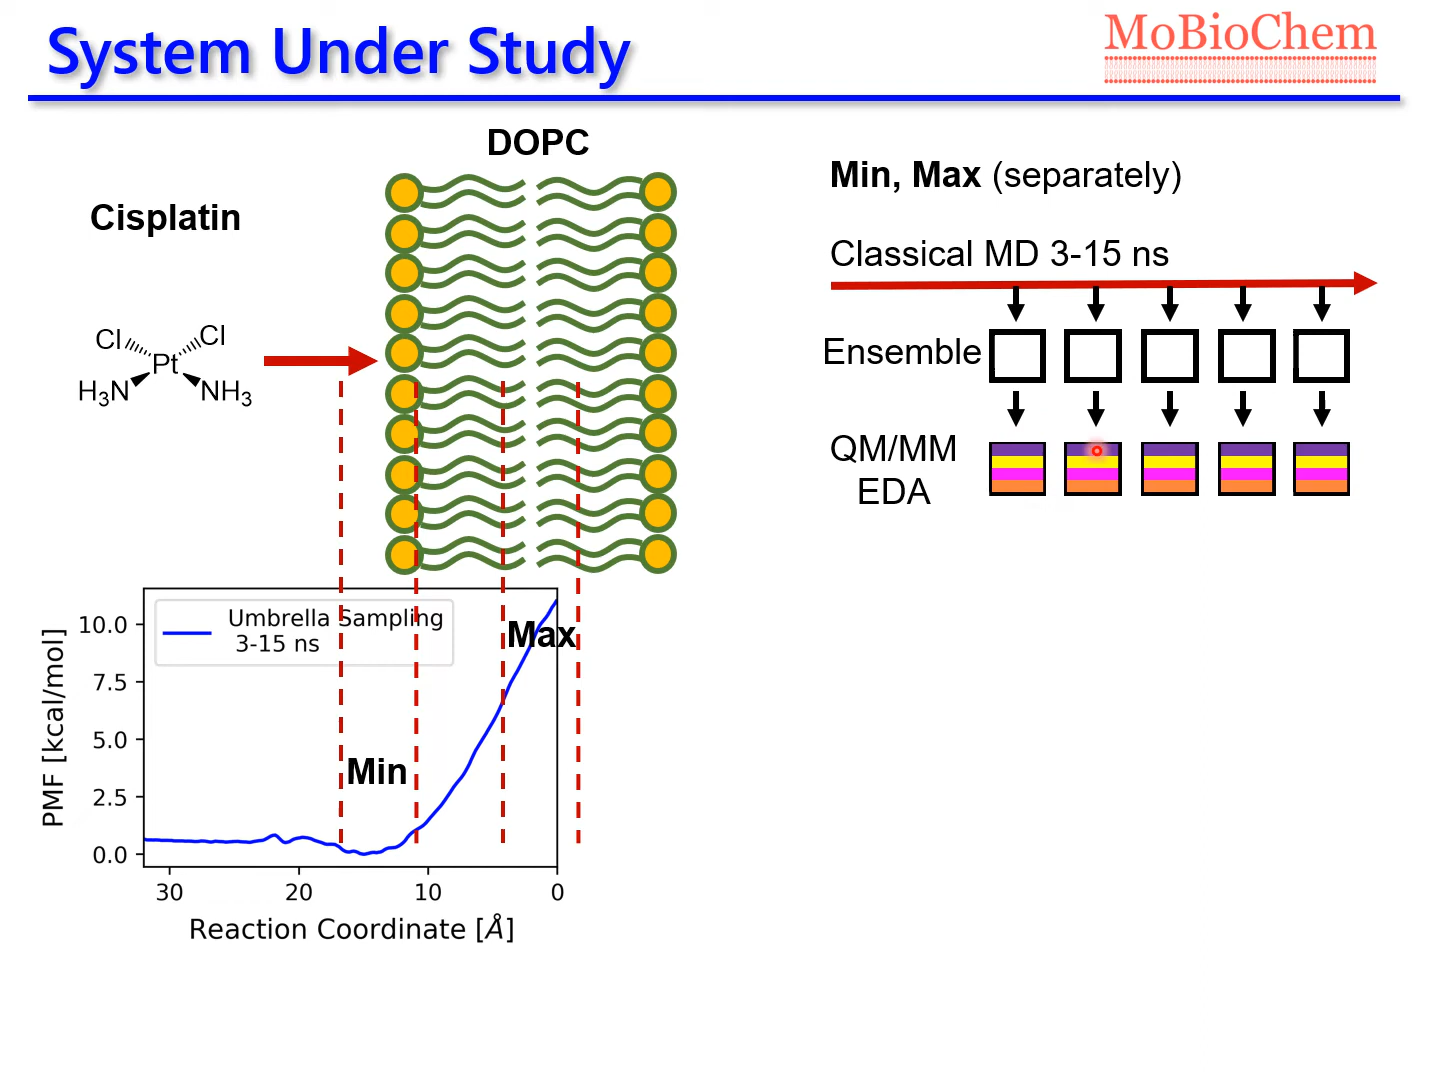 System Under Study
MoBioChem
DOPC
Cisplatin
Cl
Cl
Pt
H3N
NH3
Min, Max (separately)
Classical MD 3-15 ns
Ensemble
QM/MM
EDA
Umbrella Sampling
3-15 ns
Max
Min
PMF [kcal/mol]
10.0
7.5
5.0
2.5
0.0
30 20 10 0
Reaction Coordinate [Å]